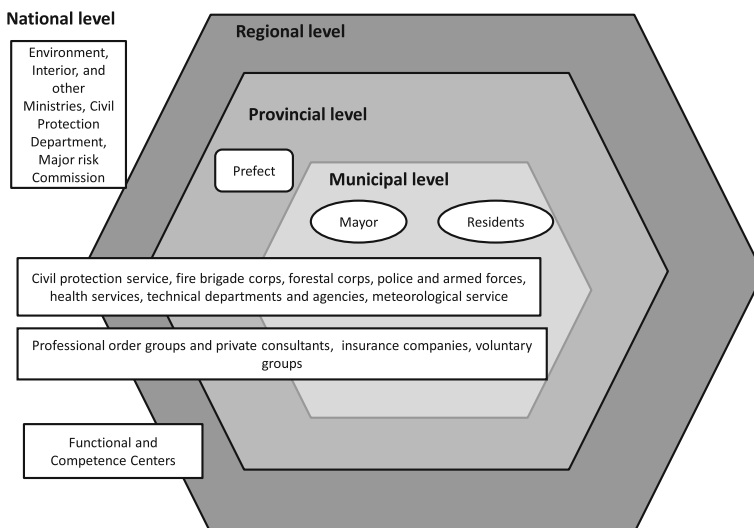 National level
Environment,
Interior, and
other
Ministries, Civil
Protection
Department,
Major risk
Commission
Regional level
Provincial level
Prefect
Municipal level
Mayor
Residents
Civil protection service, fire brigade corps, forestal corps, police and armed forces,
health services, technical departments and agencies, meteorological service
Professional order groups and private consultants, insurance companies, voluntary
groups
Functional and
Competence Centers